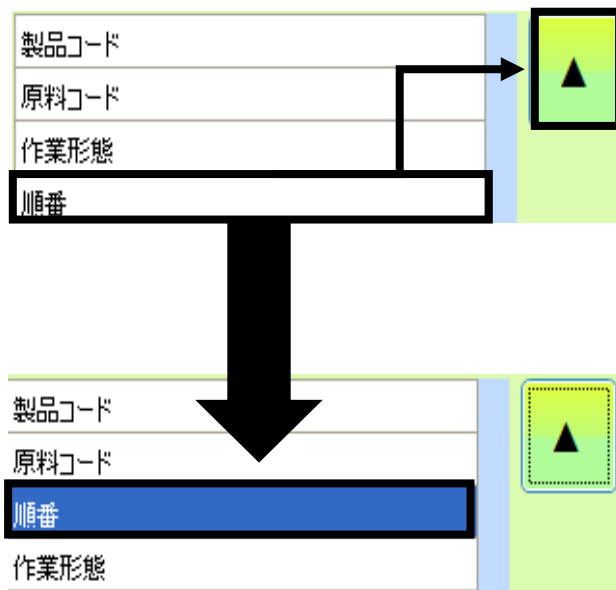 製品コード
原料コード
▲
作業形態
順番
製品コード
原料コード
▲
順番
作業形態